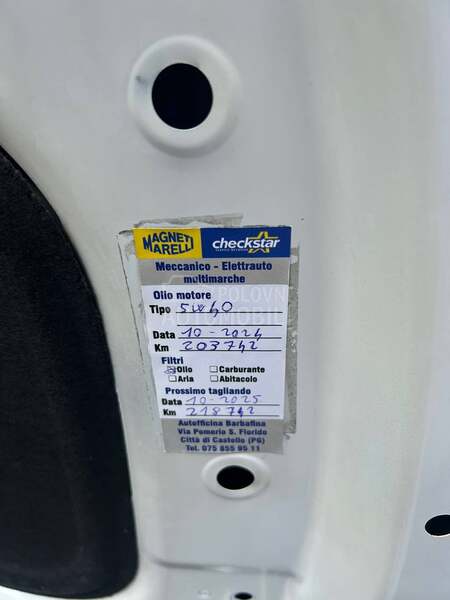 MAGNETI MARELLI
checkstar
Meccanico - Elettrauto
multimarche
Olio motore
Tipo 5W40
Data 10-2024
Km 203742
Filtri
Olio Carburante
Aria Abitacolo
Prossimo tagliando
Data 10-2025
Km 218742
Autofficina Barbafina
Via Pomerio S. Florido
Città di Castello (PG)
Tel. 075 855 95 11